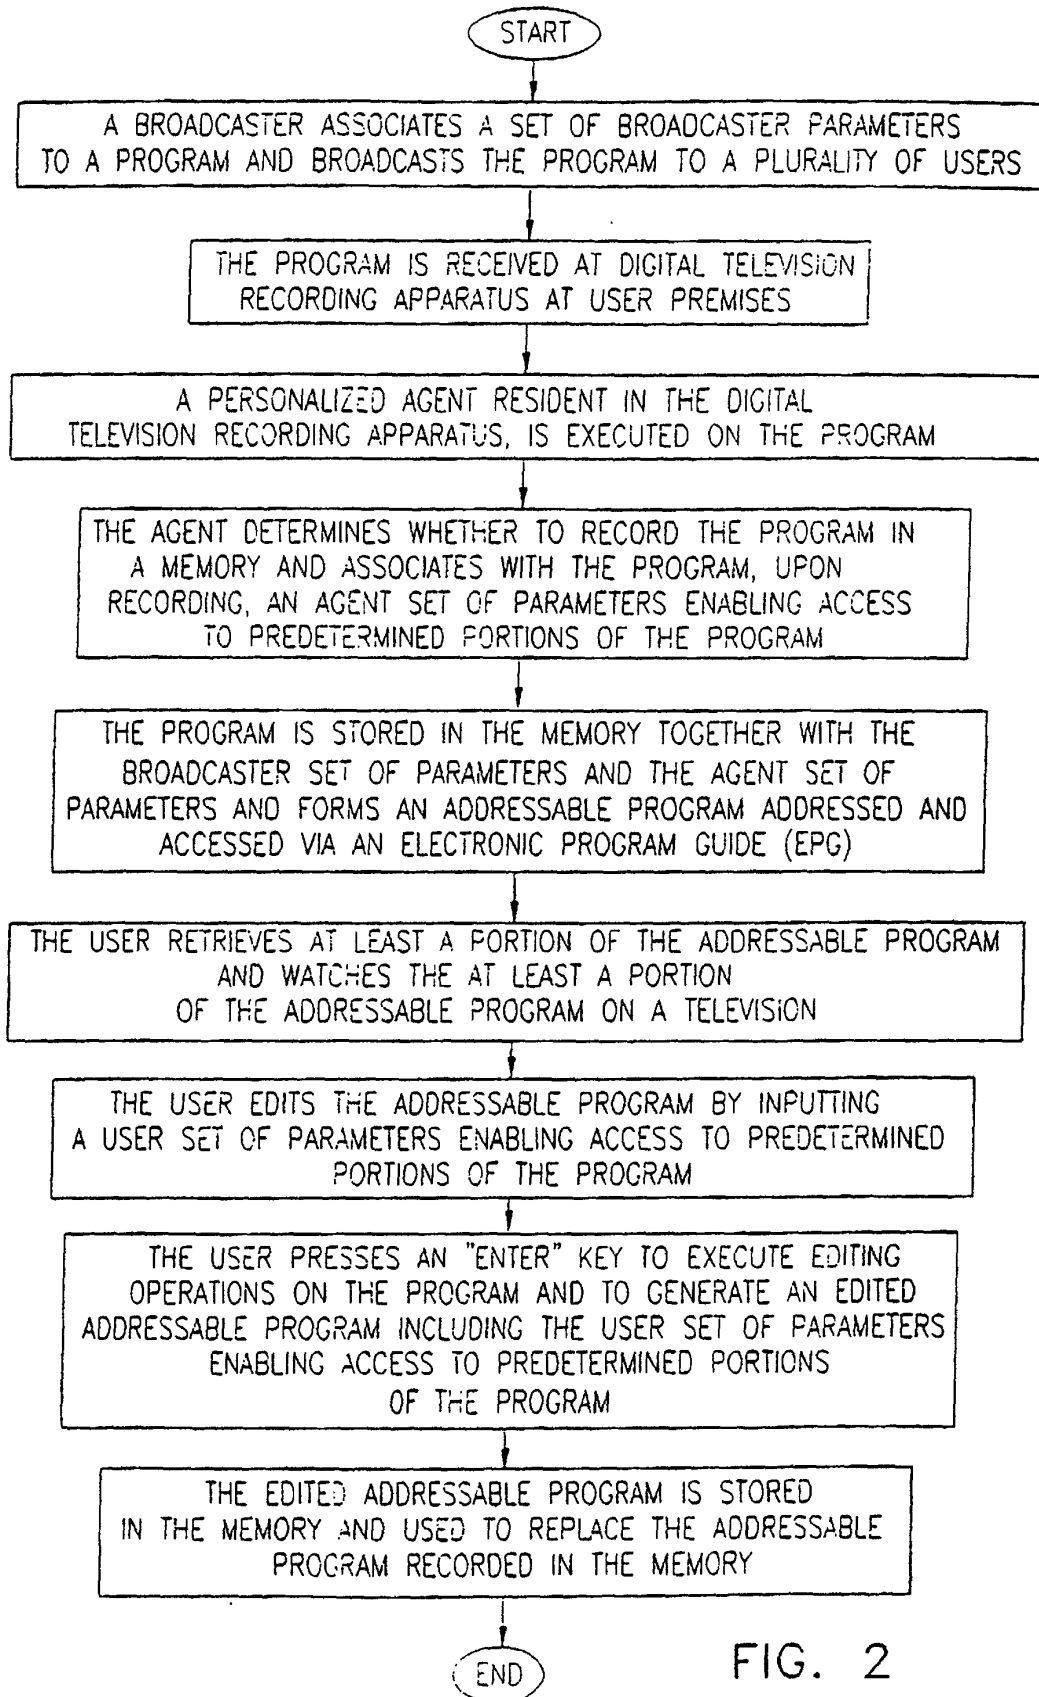 START
A BROADCASTER ASSOCIATES A SET OF BROADCASTER PARAMETERS
TO A PROGRAM AND BROADCASTS THE PROGRAM TO A PLURALITY OF USERS
THE PROGRAM IS RECEIVED AT DIGITAL TELEVISION
RECORDING APPARATUS AT USER PREMISES
A PERSONALIZED AGENT RESIDENT IN THE DIGITAL
TELEVISION RECORDING APPARATUS, IS EXECUTED ON THE PROGRAM
THE AGENT DETERMINES WHETHER TO RECORD THE PROGRAM IN
A MEMORY AND ASSOCIATES WITH THE PROGRAM, UPON
RECORDING, AN AGENT SET OF PARAMETERS ENABLING ACCESS
TO PREDETERMINED PORTIONS OF THE PROGRAM
THE PROGRAM IS STORED IN THE MEMORY TOGETHER WITH THE
BROADCASTER SET OF PARAMETERS AND THE AGENT SET OF
PARAMETERS AND FORMS AN ADDRESSABLE PROGRAM ADDRESSED AND
ACCESSED VIA AN ELECTRONIC PROGRAM GUIDE (EPG)
THE USER RETRIEVES AT LEAST A PORTION OF THE ADDRESSABLE PROGRAM
AND WATCHES THE AT LEAST A PORTION
OF THE ADDRESSABLE PROGRAM ON A TELEVISION
THE USER EDITS THE ADDRESSABLE PROGRAM BY INPUTTING
A USER SET OF PARAMETERS ENABLING ACCESS TO PREDETERMINED
PORTIONS OF THE PROGRAM
THE USER PRESSES AN "ENTER" KEY TO EXECUTE EDITING
OPERATIONS ON THE PROGRAM AND TO GENERATE AN EDITED
ADDRESSABLE PROGRAM INCLUDING THE USER SET OF PARAMETERS
ENABLING ACCESS TO PREDETERMINED PORTIONS
OF THE PROGRAM
THE EDITED ADDRESSABLE PROGRAM IS STORED
IN THE MEMORY AND USED TO REPLACE THE ADDRESSABLE
PROGRAM RECORDED IN THE MEMORY
END
FIG. 2